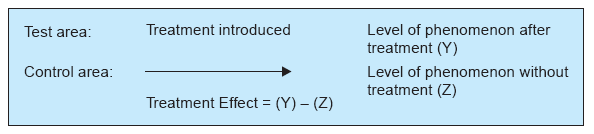 Test area: Treatment introduced Level of phenomenon after
treatment (Y)
Control area: Level of phenomenon without
treatment (Z)
Treatment Effect = (Y) – (Z)